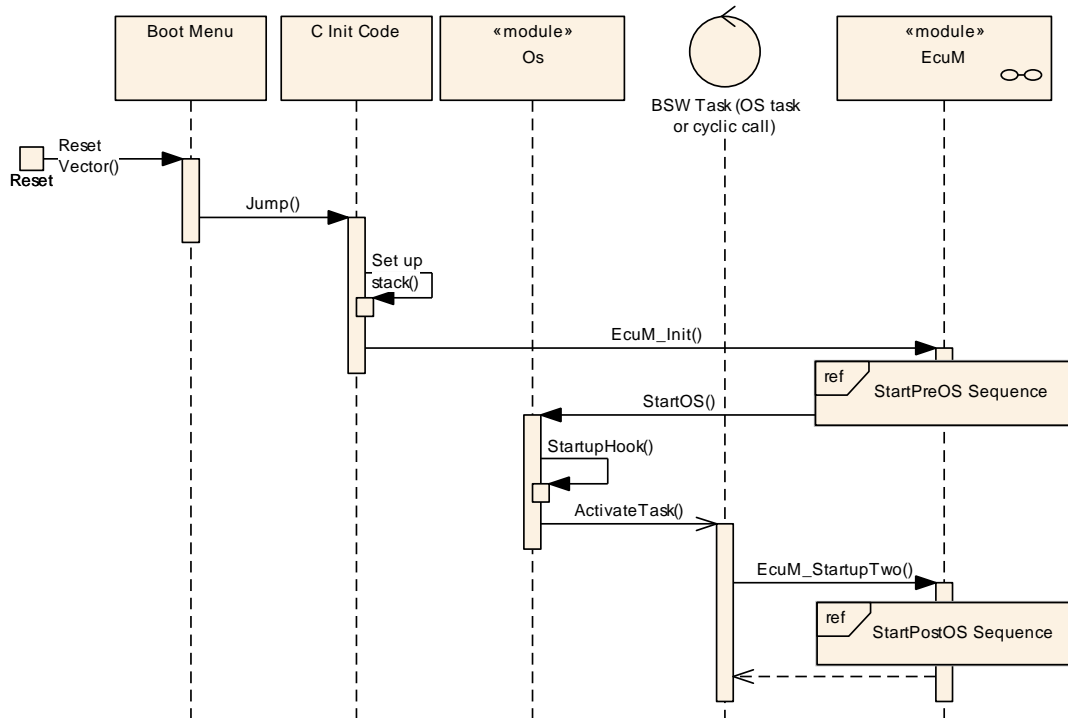 Boot Menu
C Init Code
«module»
Os
BSW Task (OS task
or cyclic call)
«module»
EcuM
Reset
Reset
Vector()
Jump()
Set up
stack()
EcuM_Init()
ref
StartPreOS Sequence
StartOS()
StartupHook()
ActivateTask()
EcuM_StartupTwo()
ref
StartPostOS Sequence